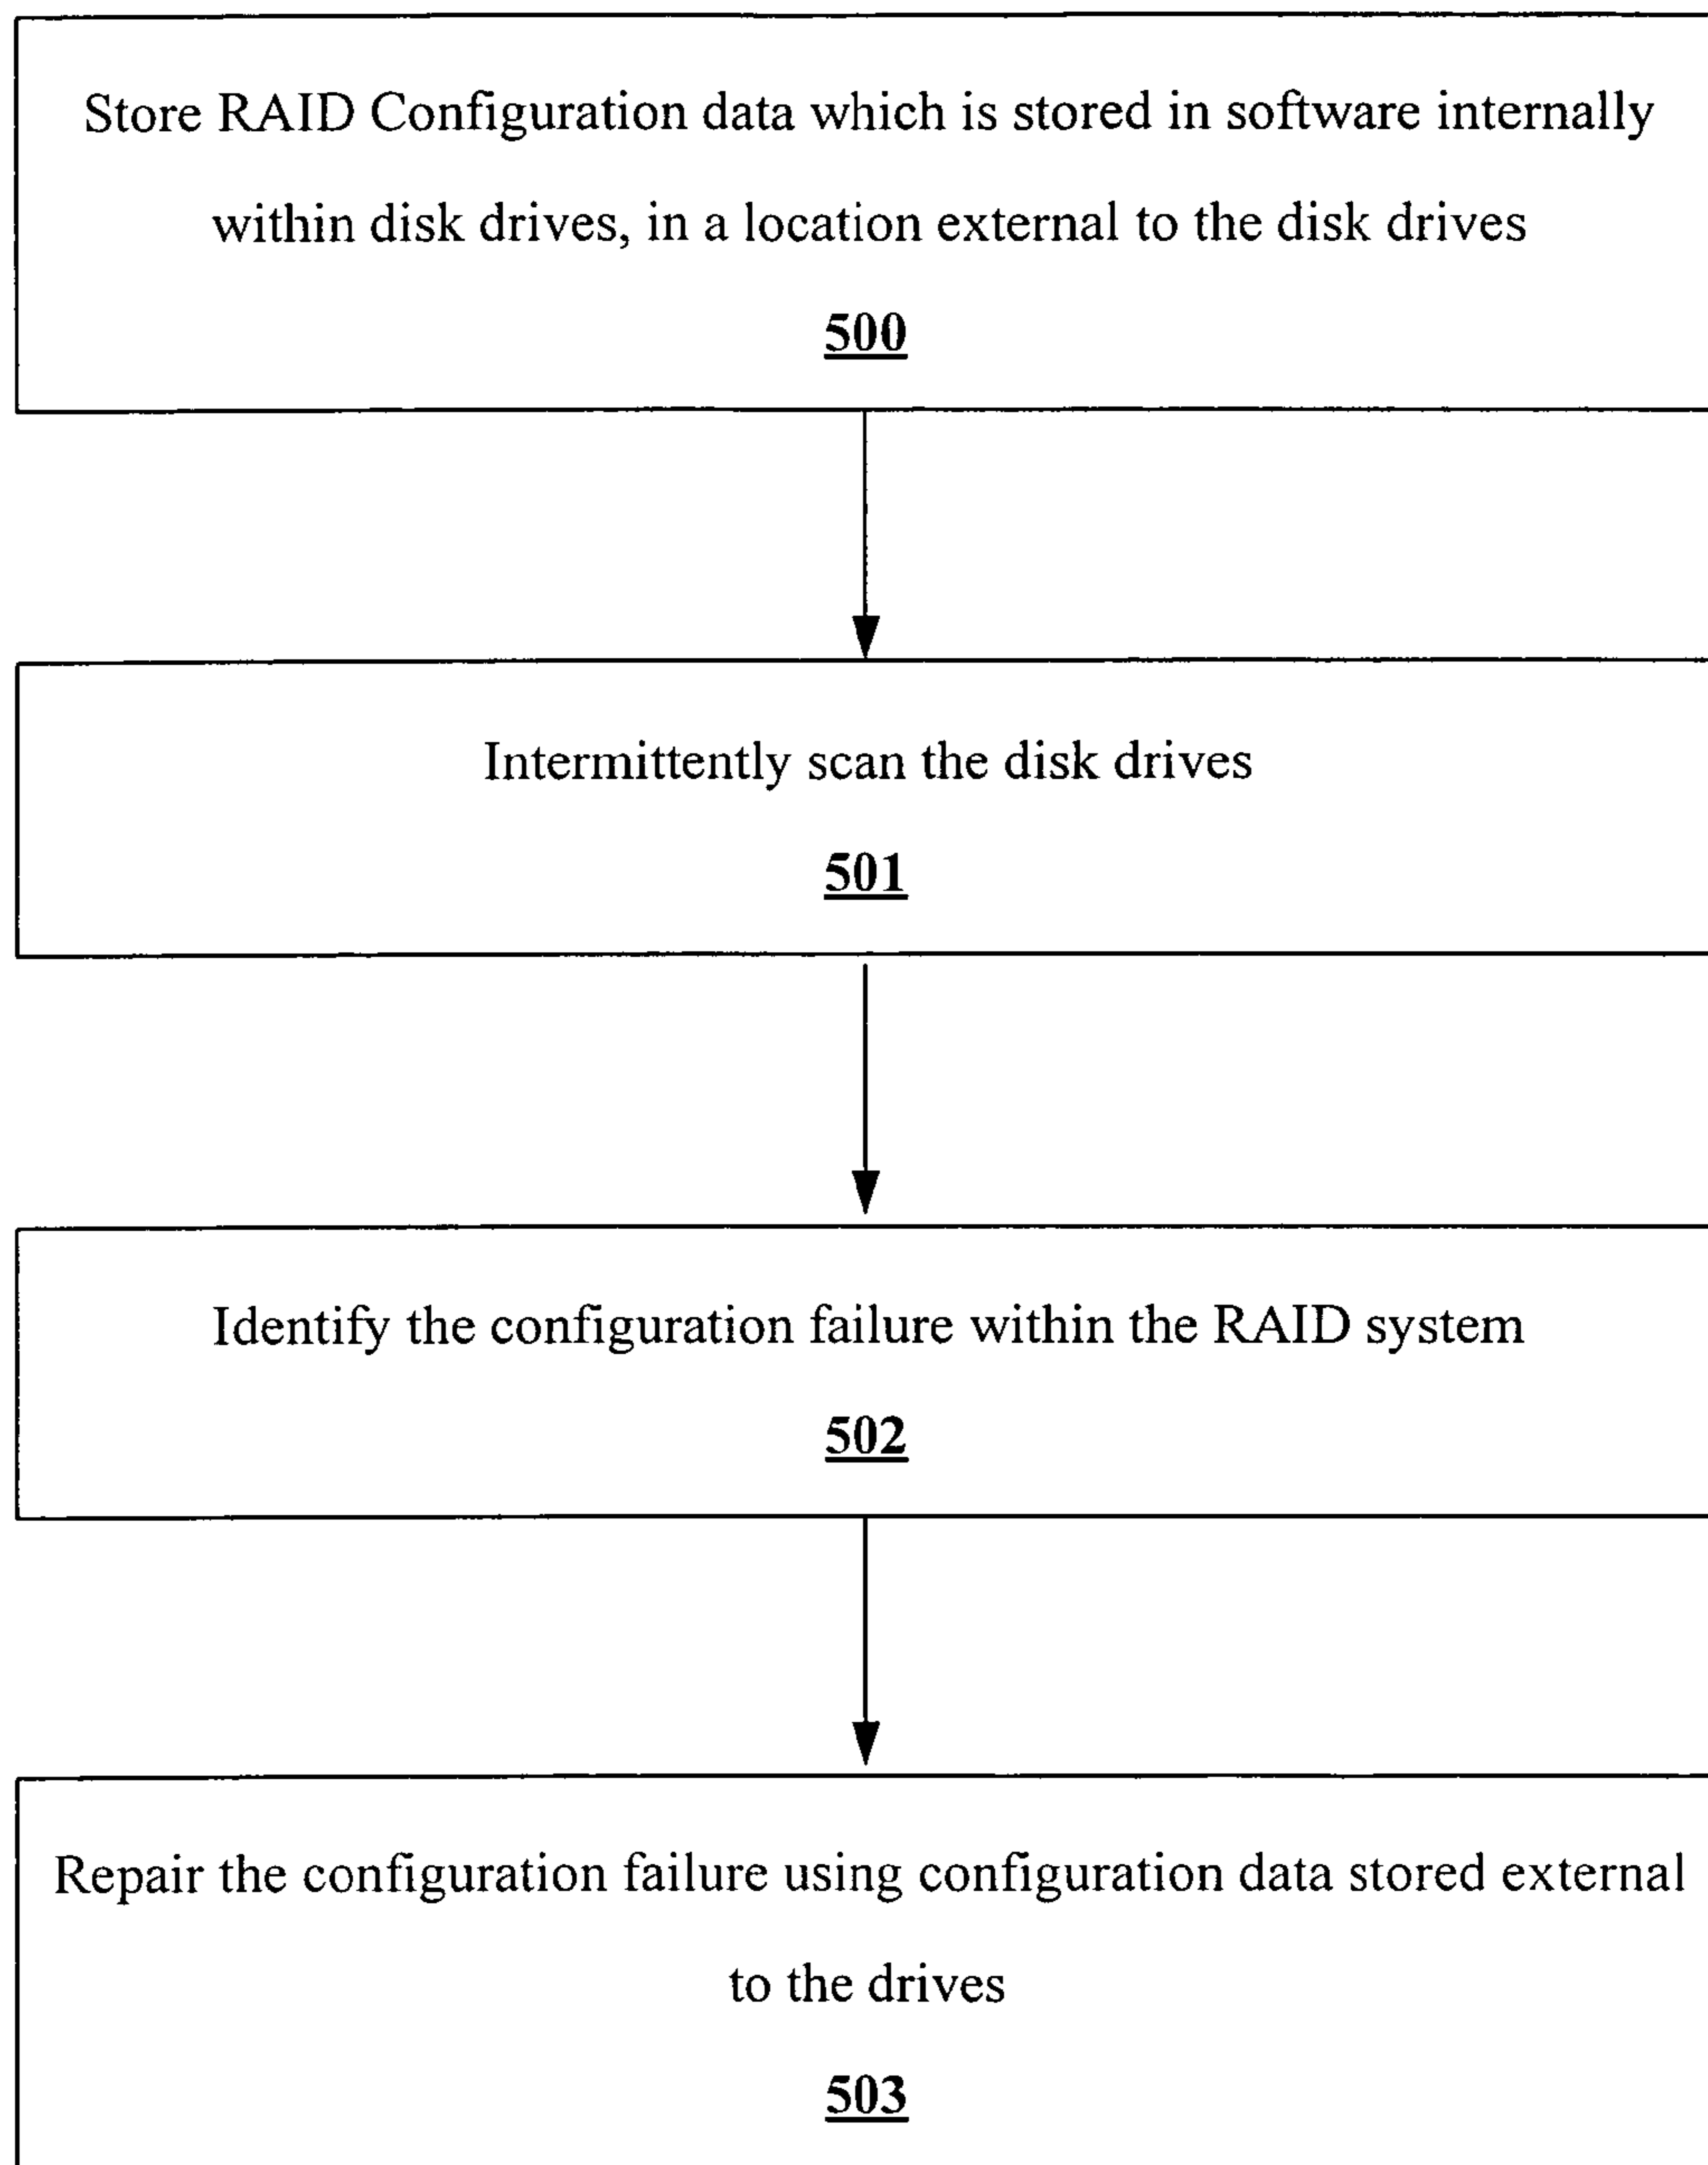 Store RAID Configuration data which is stored in software internally
within disk drives, in a location external to the disk drives
500
Intermittently scan the disk drives
501
Identify the configuration failure within the RAID system
502
Repair the configuration failure using configuration data stored external
to the drives
503